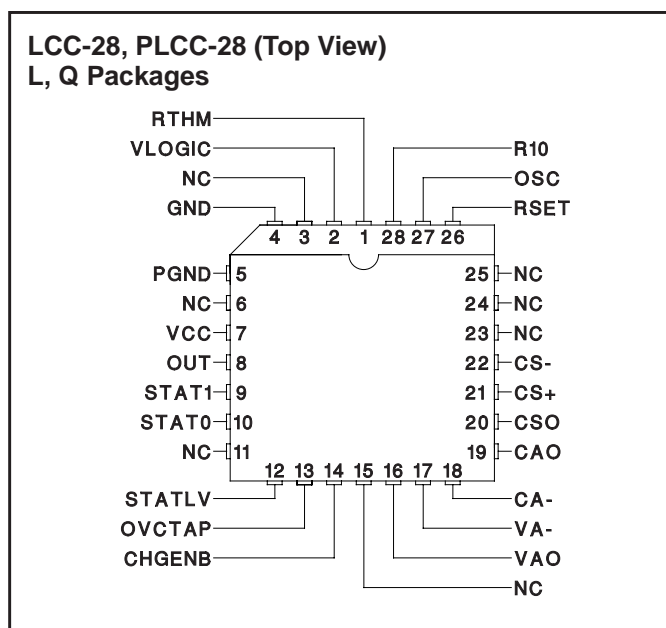 LCC-28, PLCC-28 (Top View)
L, Q Packages
RTHM
VLOGIC
NC
GND
R10
OSC
RSET
4 3 2 1 28 27 26
PGND 5
NC 6
VCC 7
OUT 8
STAT1 9
STAT0 10
NC 11
25 NC
24 NC
23 NC
22 CS-
21 CS+
20 CSO
19 CAO
12 13 14 15 16 17 18
STATLV
OVCTAP
CHGENB
CA-
VA-
VAO
NC